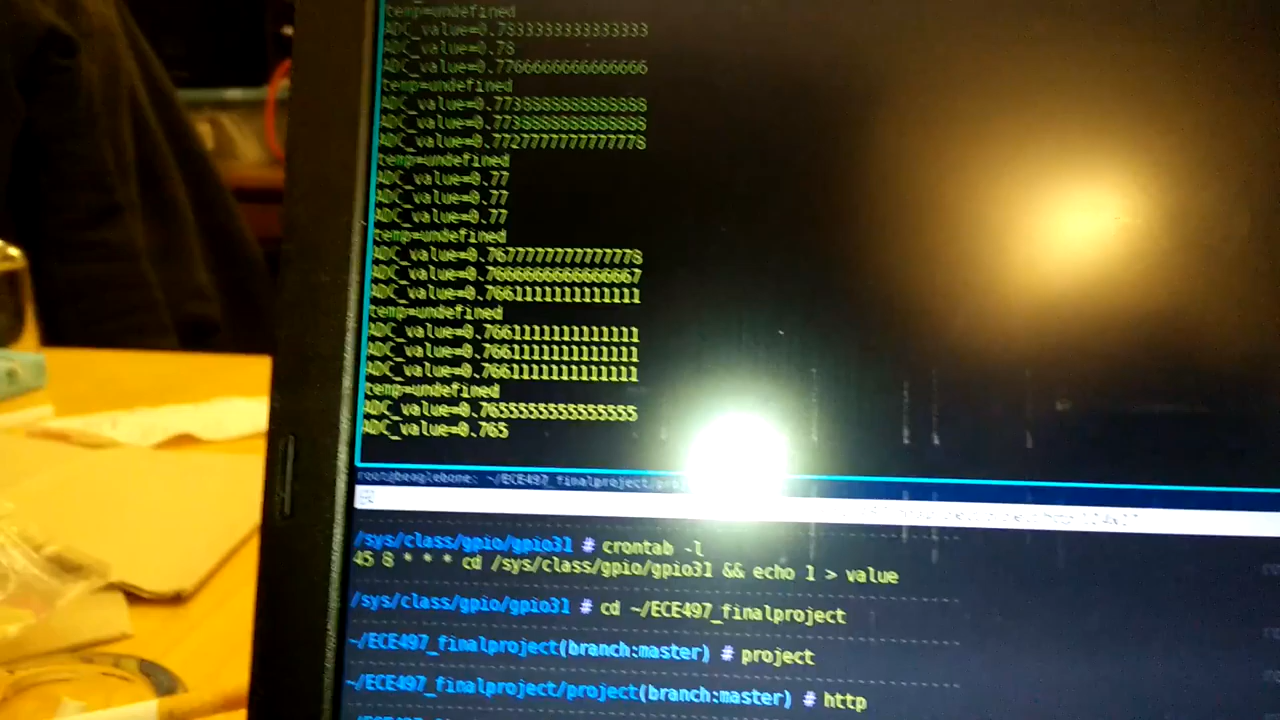 temp=undefined
ADC_value=0.7833333333333333
ADC_value=0.78
ADC_value=0.7766666666666666
temp=undefined
ADC_value=0.7738888888888888
ADC_value=0.7738888888888888
ADC_value=0.7727777777777778
temp=undefined
ADC_value=0.77
ADC_value=0.77
ADC_value=0.77
temp=undefined
ADC_value=0.7677777777777778
ADC_value=0.7666666666666667
ADC_value=0.7661111111111111
temp=undefined
ADC_value=0.7661111111111111
ADC_value=0.7661111111111111
ADC_value=0.7661111111111111
temp=undefined
ADC_value=0.7655555555555555
ADC_value=0.765
root@beaglebone: ~/ECE497_finalproject/
/sys/class/gpio/gpio31 # crontab -l
45 8 * * * cd /sys/class/gpio/gpio31 && echo 1 > value
/sys/class/gpio/gpio31 # cd ~/ECE497_finalproject
~/ECE497_finalproject(branch:master) # project
~/ECE497_finalproject/project(branch:master) # http